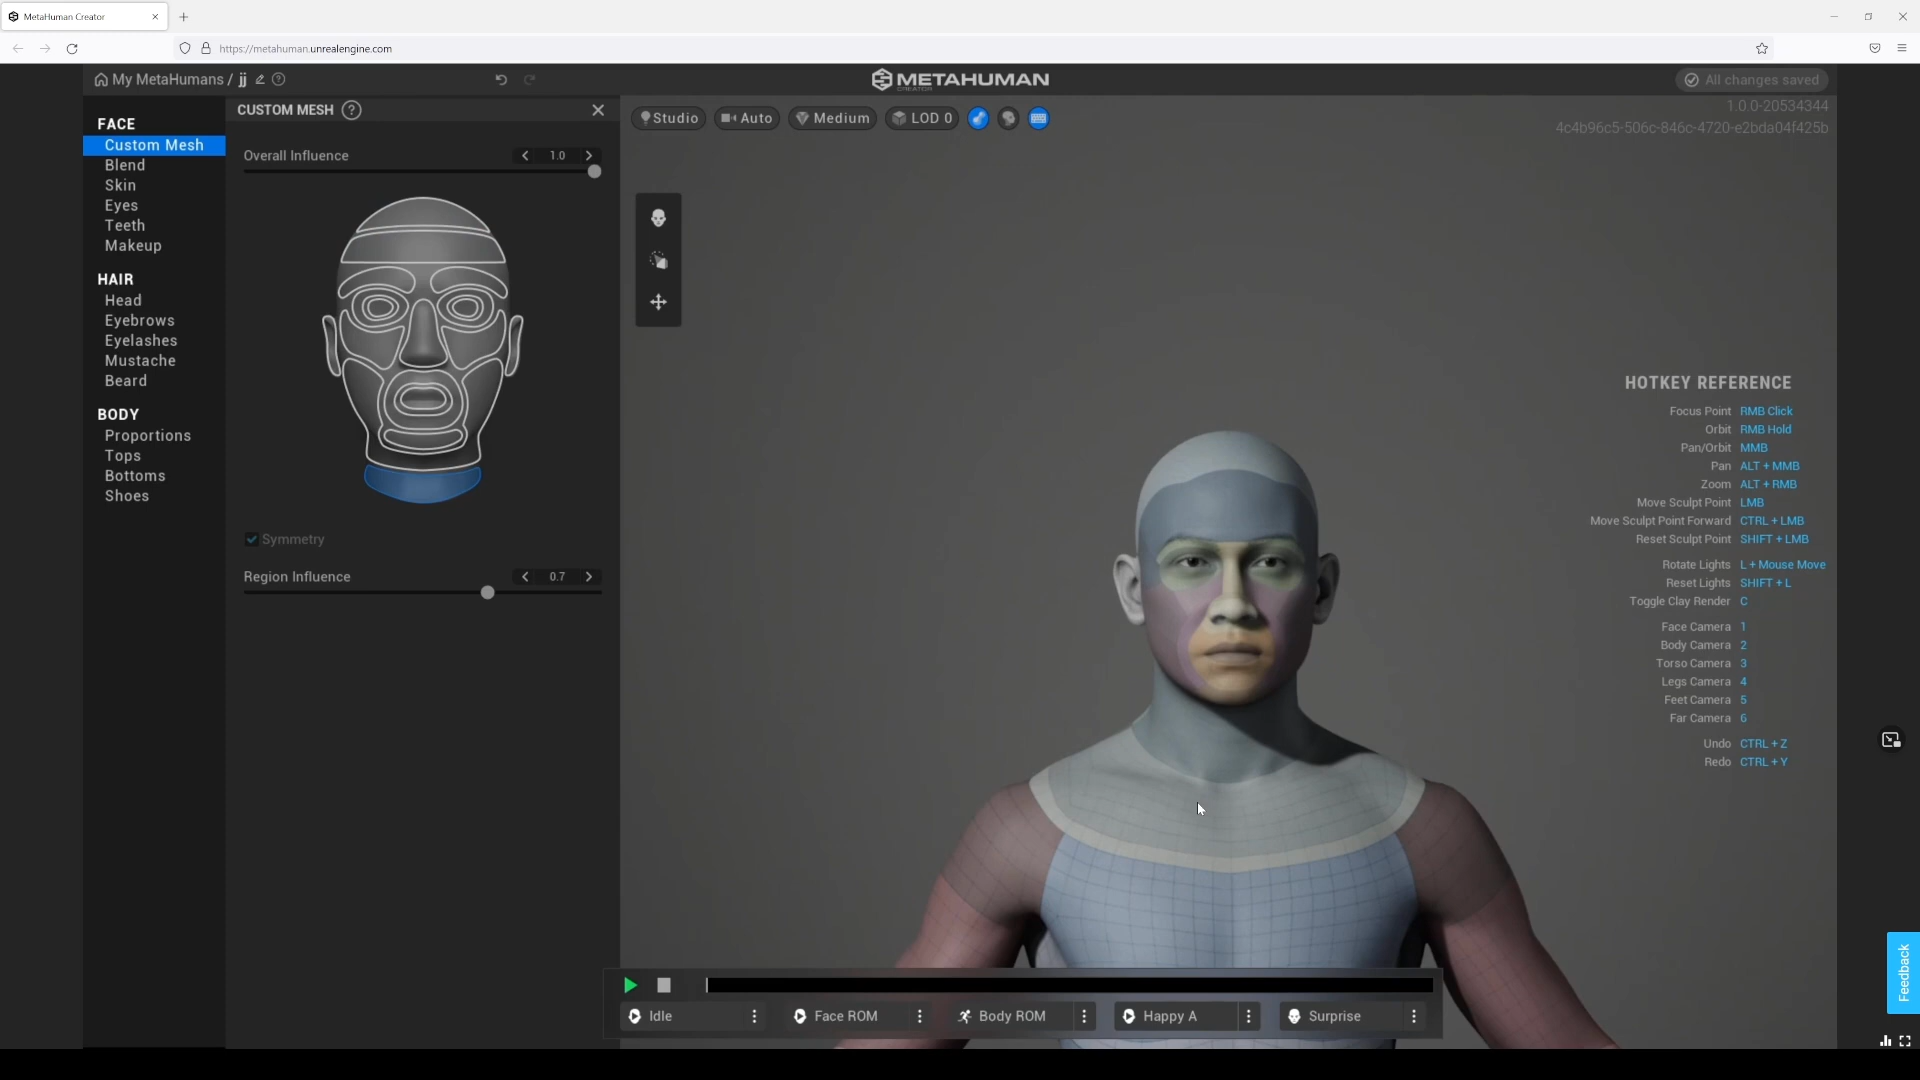 MetaHuman Creator
https://metahuman.unrealengine.com
My MetaHumans / jj
METAHUMAN
CREATOR
All changes saved
1.0.0-20534344
4c4b96c5-506c-846c-4720-e2bda04f425b
FACE
Custom Mesh
Blend
Skin
Eyes
Teeth
Makeup
HAIR
Head
Eyebrows
Eyelashes
Mustache
Beard
BODY
Proportions
Tops
Bottoms
Shoes
CUSTOM MESH ?
Overall Influence 1.0
Symmetry
Region Influence 0.7
Studio Auto Medium LOD 0
HOTKEY REFERENCE
Focus Point RMB Click
Orbit RMB Hold
Pan/Orbit MMB
Pan ALT + MMB
Zoom ALT + RMB
Move Sculpt Point LMB
Move Sculpt Point Forward CTRL + LMB
Reset Sculpt Point SHIFT + LMB
Rotate Lights L + Mouse Move
Reset Lights SHIFT + L
Toggle Clay Render C
Face Camera 1
Body Camera 2
Torso Camera 3
Legs Camera 4
Feet Camera 5
Far Camera 6
Undo CTRL + Z
Redo CTRL + Y
Feedback
Idle Face ROM Body ROM Happy A Surprise